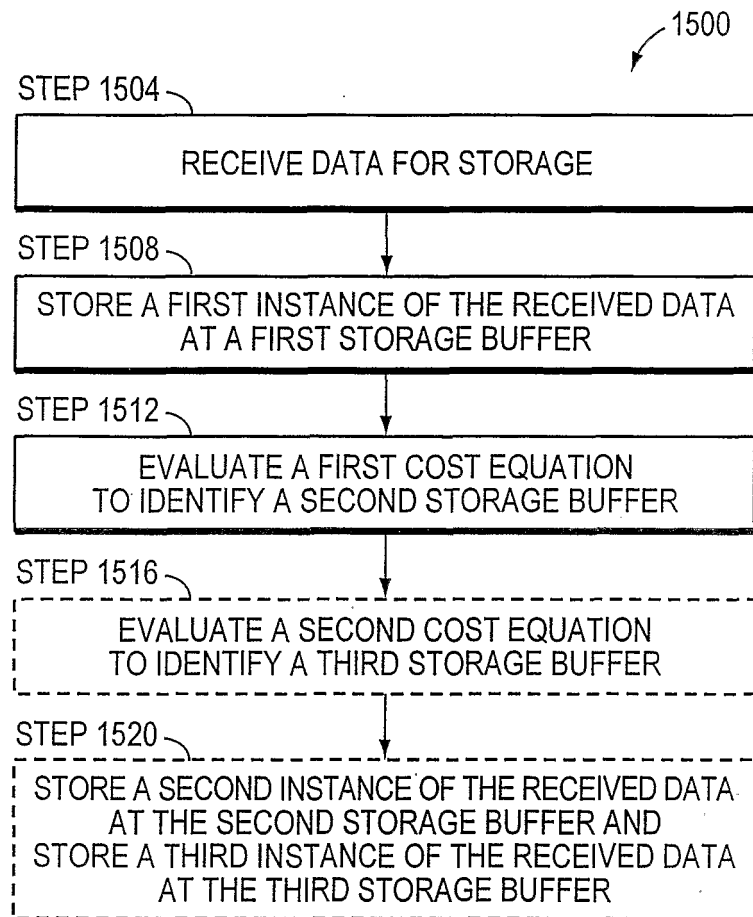 1500
STEP 1504
RECEIVE DATA FOR STORAGE
STEP 1508
STORE A FIRST INSTANCE OF THE RECEIVED DATA
AT A FIRST STORAGE BUFFER
STEP 1512
EVALUATE A FIRST COST EQUATION
TO IDENTIFY A SECOND STORAGE BUFFER
STEP 1516
EVALUATE A SECOND COST EQUATION
TO IDENTIFY A THIRD STORAGE BUFFER
STEP 1520
STORE A SECOND INSTANCE OF THE RECEIVED DATA
AT THE SECOND STORAGE BUFFER AND
STORE A THIRD INSTANCE OF THE RECEIVED DATA
AT THE THIRD STORAGE BUFFER